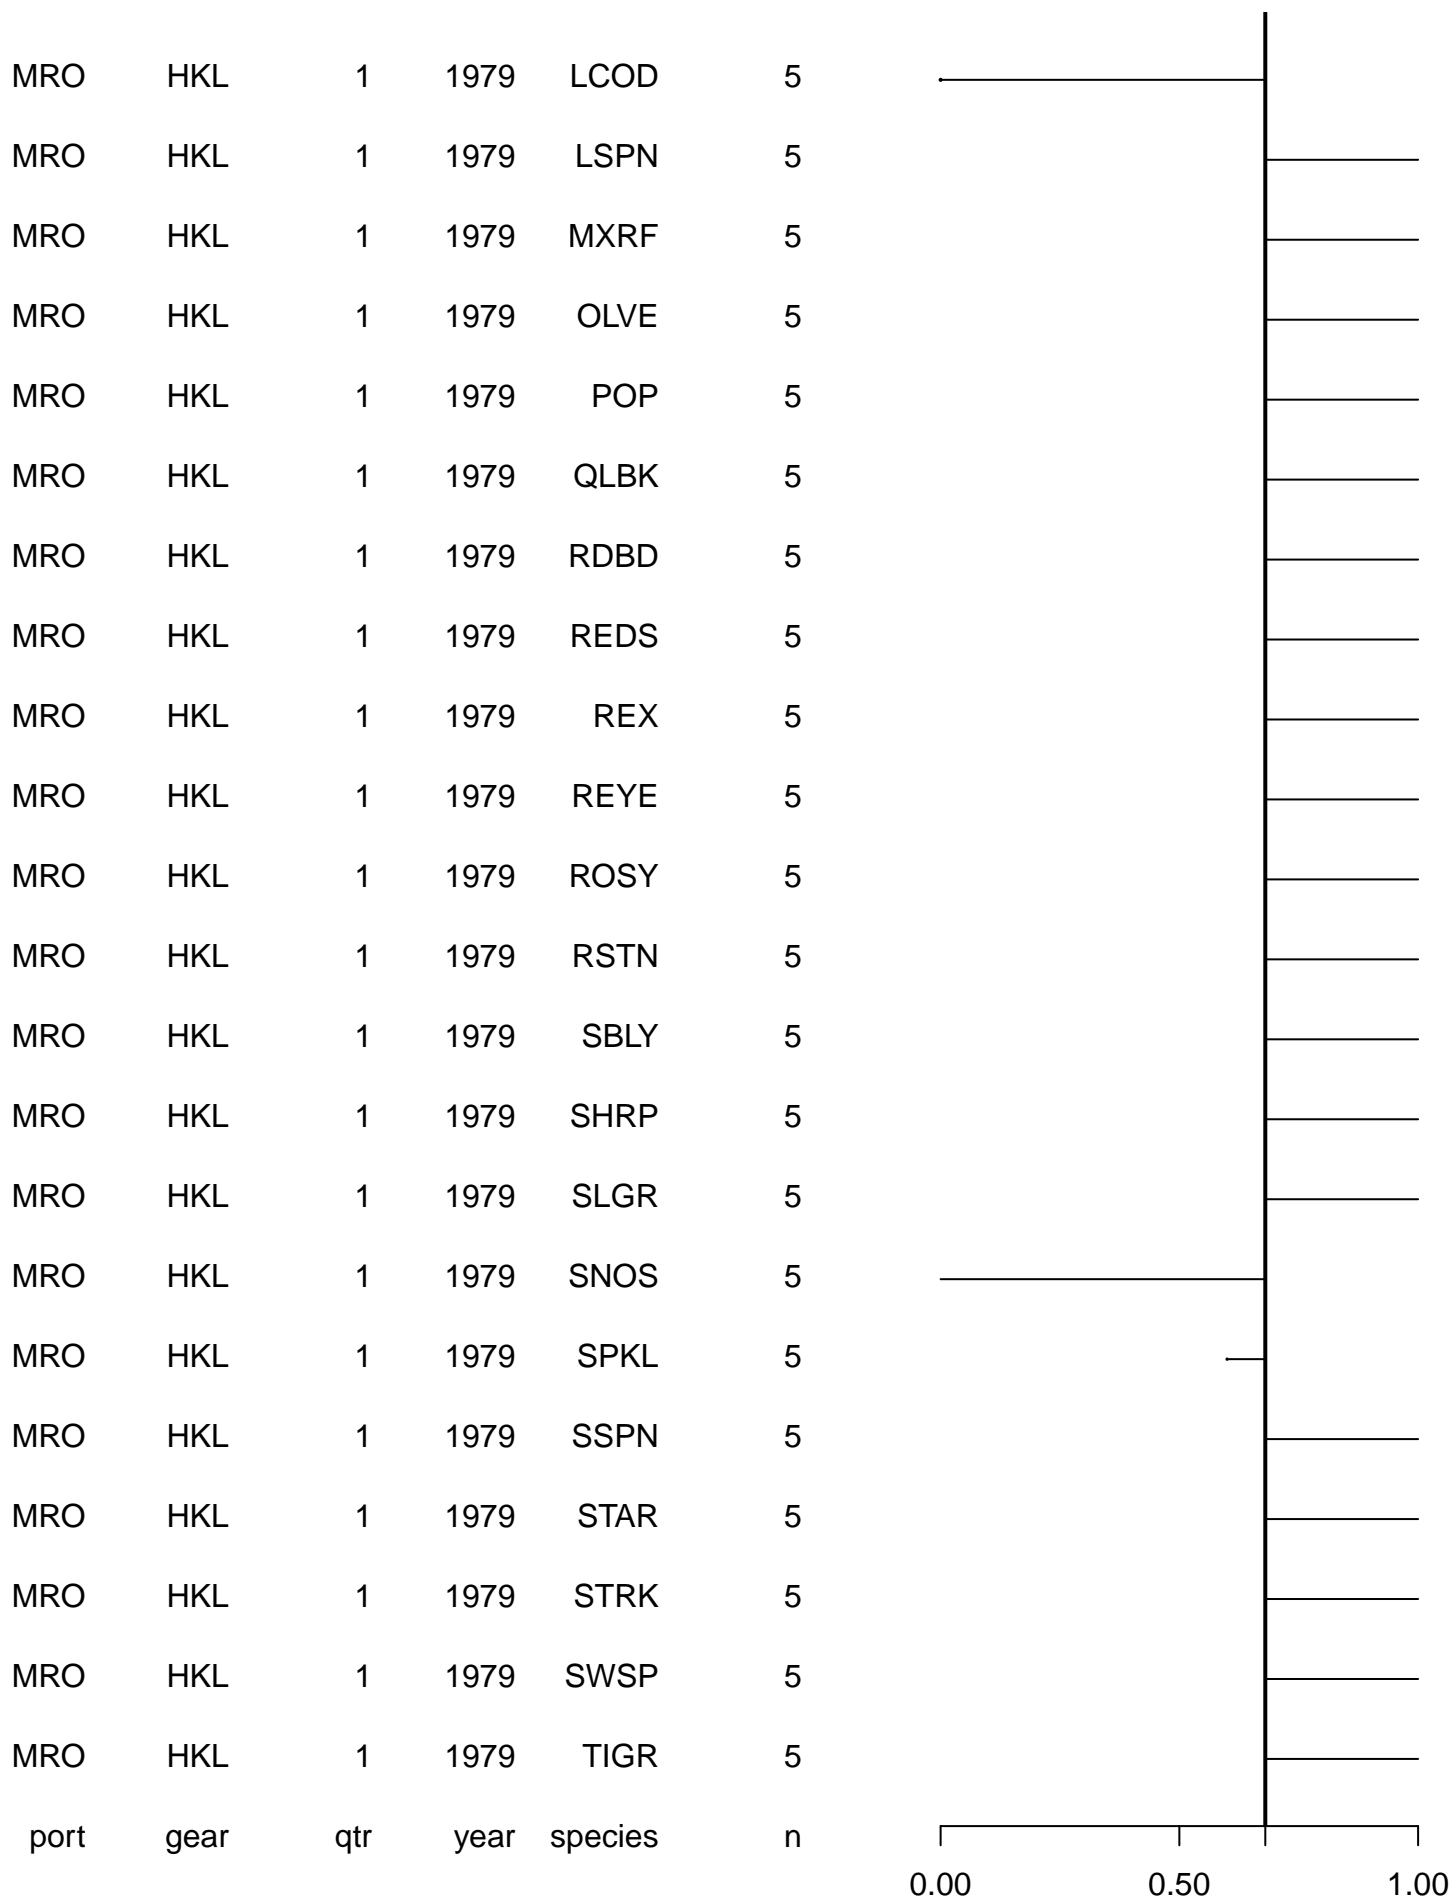 MRO HKL 1 1979 LCOD 5
MRO HKL 1 1979 LSPN 5
MRO HKL 1 1979 MXRF 5
MRO HKL 1 1979 OLVE 5
MRO HKL 1 1979 POP 5
MRO HKL 1 1979 QLBK 5
MRO HKL 1 1979 RDBD 5
MRO HKL 1 1979 REDS 5
MRO HKL 1 1979 REX 5
MRO HKL 1 1979 REYE 5
MRO HKL 1 1979 ROSY 5
MRO HKL 1 1979 RSTN 5
MRO HKL 1 1979 SBLY 5
MRO HKL 1 1979 SHRP 5
MRO HKL 1 1979 SLGR 5
MRO HKL 1 1979 SNOS 5
MRO HKL 1 1979 SPKL 5
MRO HKL 1 1979 SSPN 5
MRO HKL 1 1979 STAR 5
MRO HKL 1 1979 STRK 5
MRO HKL 1 1979 SWSP 5
MRO HKL 1 1979 TIGR 5
port gear qtr year species n
0.00 0.50 1.00